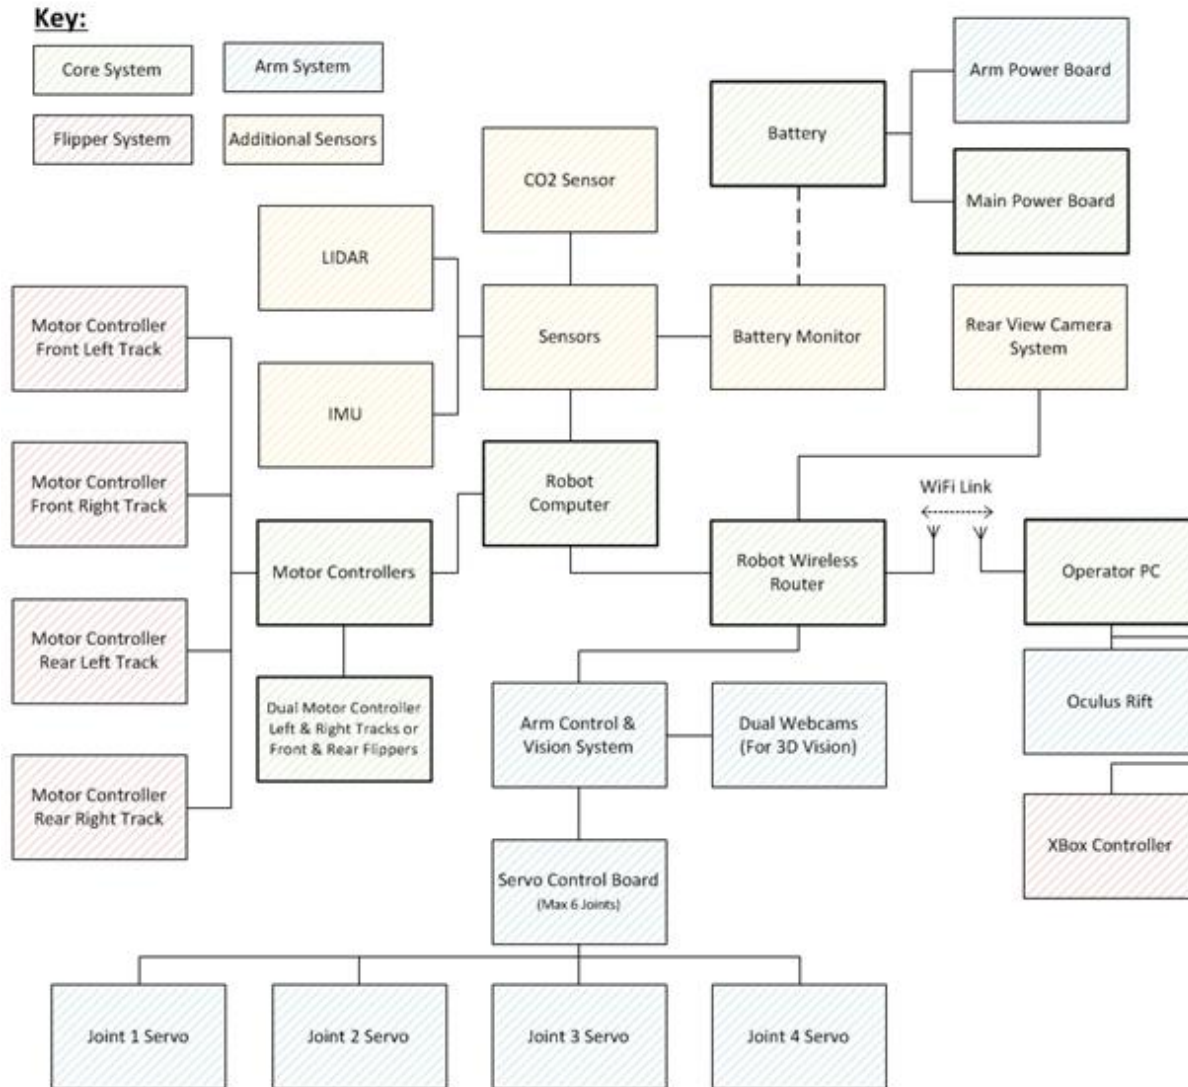 Key:
Core System
Arm System
Flipper System
Additional Sensors
Arm Power Board
Battery
Main Power Board
CO2 Sensor
LIDAR
Motor Controller
Front Left Track
Sensors
Battery Monitor
Rear View Camera
System
IMU
Motor Controller
Front Right Track
Robot
Computer
WiFi Link
Motor Controllers
Robot Wireless
Router
Operator PC
Motor Controller
Rear Left Track
Dual Motor Controller
Left & Right Tracks or
Front & Rear Flippers
Arm Control &
Vision System
Dual Webcams
(For 3D Vision)
Oculus Rift
Motor Controller
Rear Right Track
XBox Controller
Servo Control Board
(Max 6 Joints)
Joint 1 Servo
Joint 2 Servo
Joint 3 Servo
Joint 4 Servo